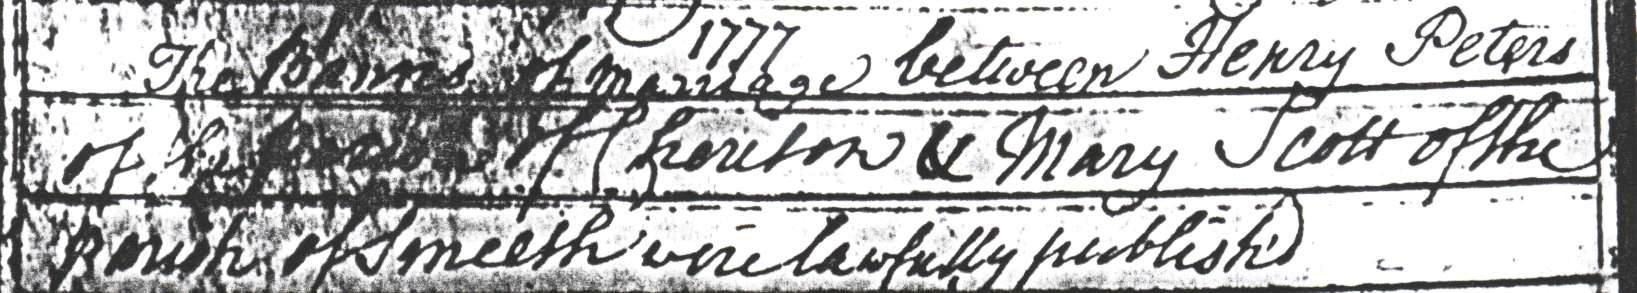 1777
The Banns of Marriage between Henry Peters
of the parish of Cheriton & Mary Scott of the
parish of Smeeth were lawfully publish'd